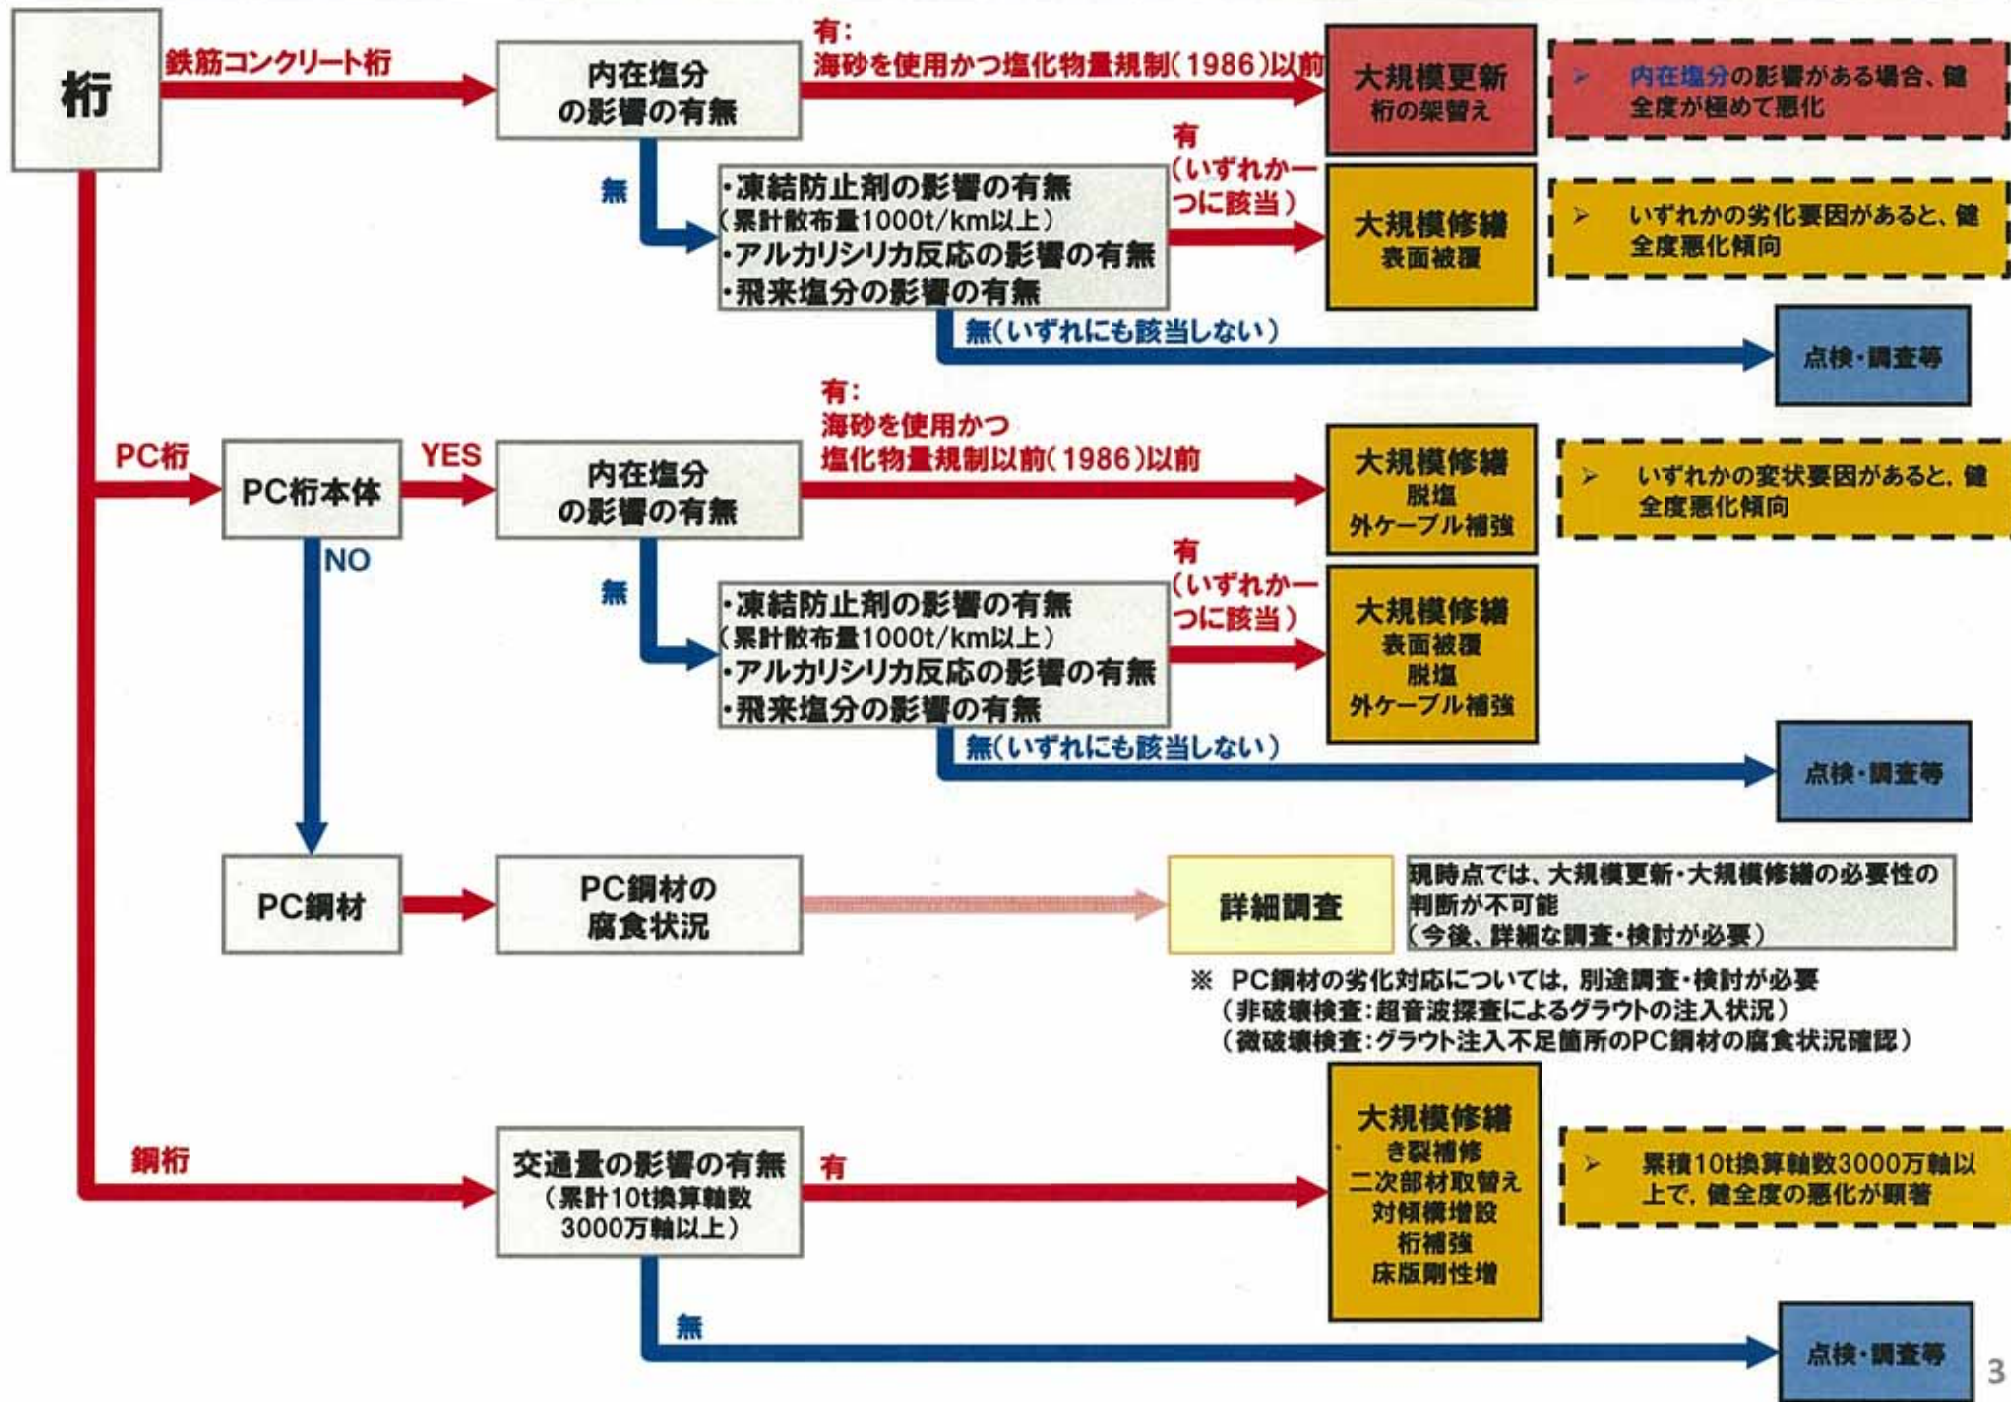 桁
鉄筋コンクリート桁
内在塩分
の影響の有無
有:
海砂を使用かつ塩化物量規制(1986)以前
大規模更新
桁の架替え
➢ 内在塩分の影響がある場合、健
全度が極めて悪化
無
・凍結防止剤の影響の有無
(累計散布量1000t/km以上)
・アルカリシリカ反応の影響の有無
・飛来塩分の影響の有無
有
(いずれか一
つに該当)
大規模修繕
表面被覆
➢ いずれかの劣化要因があると、健
全度悪化傾向
無(いずれにも該当しない)
点検・調査等
PC桁
PC桁本体
YES
内在塩分
の影響の有無
有:
海砂を使用かつ
塩化物量規制以前(1986)以前
大規模修繕
脱塩
外ケーブル補強
➢ いずれかの変状要因があると、健
全度悪化傾向
NO
無
・凍結防止剤の影響の有無
(累計散布量1000t/km以上)
・アルカリシリカ反応の影響の有無
・飛来塩分の影響の有無
有
(いずれか一
つに該当)
大規模修繕
表面被覆
脱塩
外ケーブル補強
無(いずれにも該当しない)
点検・調査等
PC鋼材
PC鋼材の
腐食状況
詳細調査
現時点では、大規模更新・大規模修繕の必要性の
判断が不可能
(今後、詳細な調査・検討が必要)
※ PC鋼材の劣化対応については、別途調査・検討が必要
(非破壊検査:超音波探査によるグラウトの注入状況)
(微破壊検査:グラウト注入不足箇所のPC鋼材の腐食状況確認)
鋼桁
交通量の影響の有無
(累計10t換算軸数
3000万軸以上)
有
大規模修繕
き裂補修
二次部材取替え
対傾構増設
桁補強
床版剛性増
➢ 累積10t換算軸数3000万軸以
上で、健全度の悪化が顕著
無
点検・調査等
3